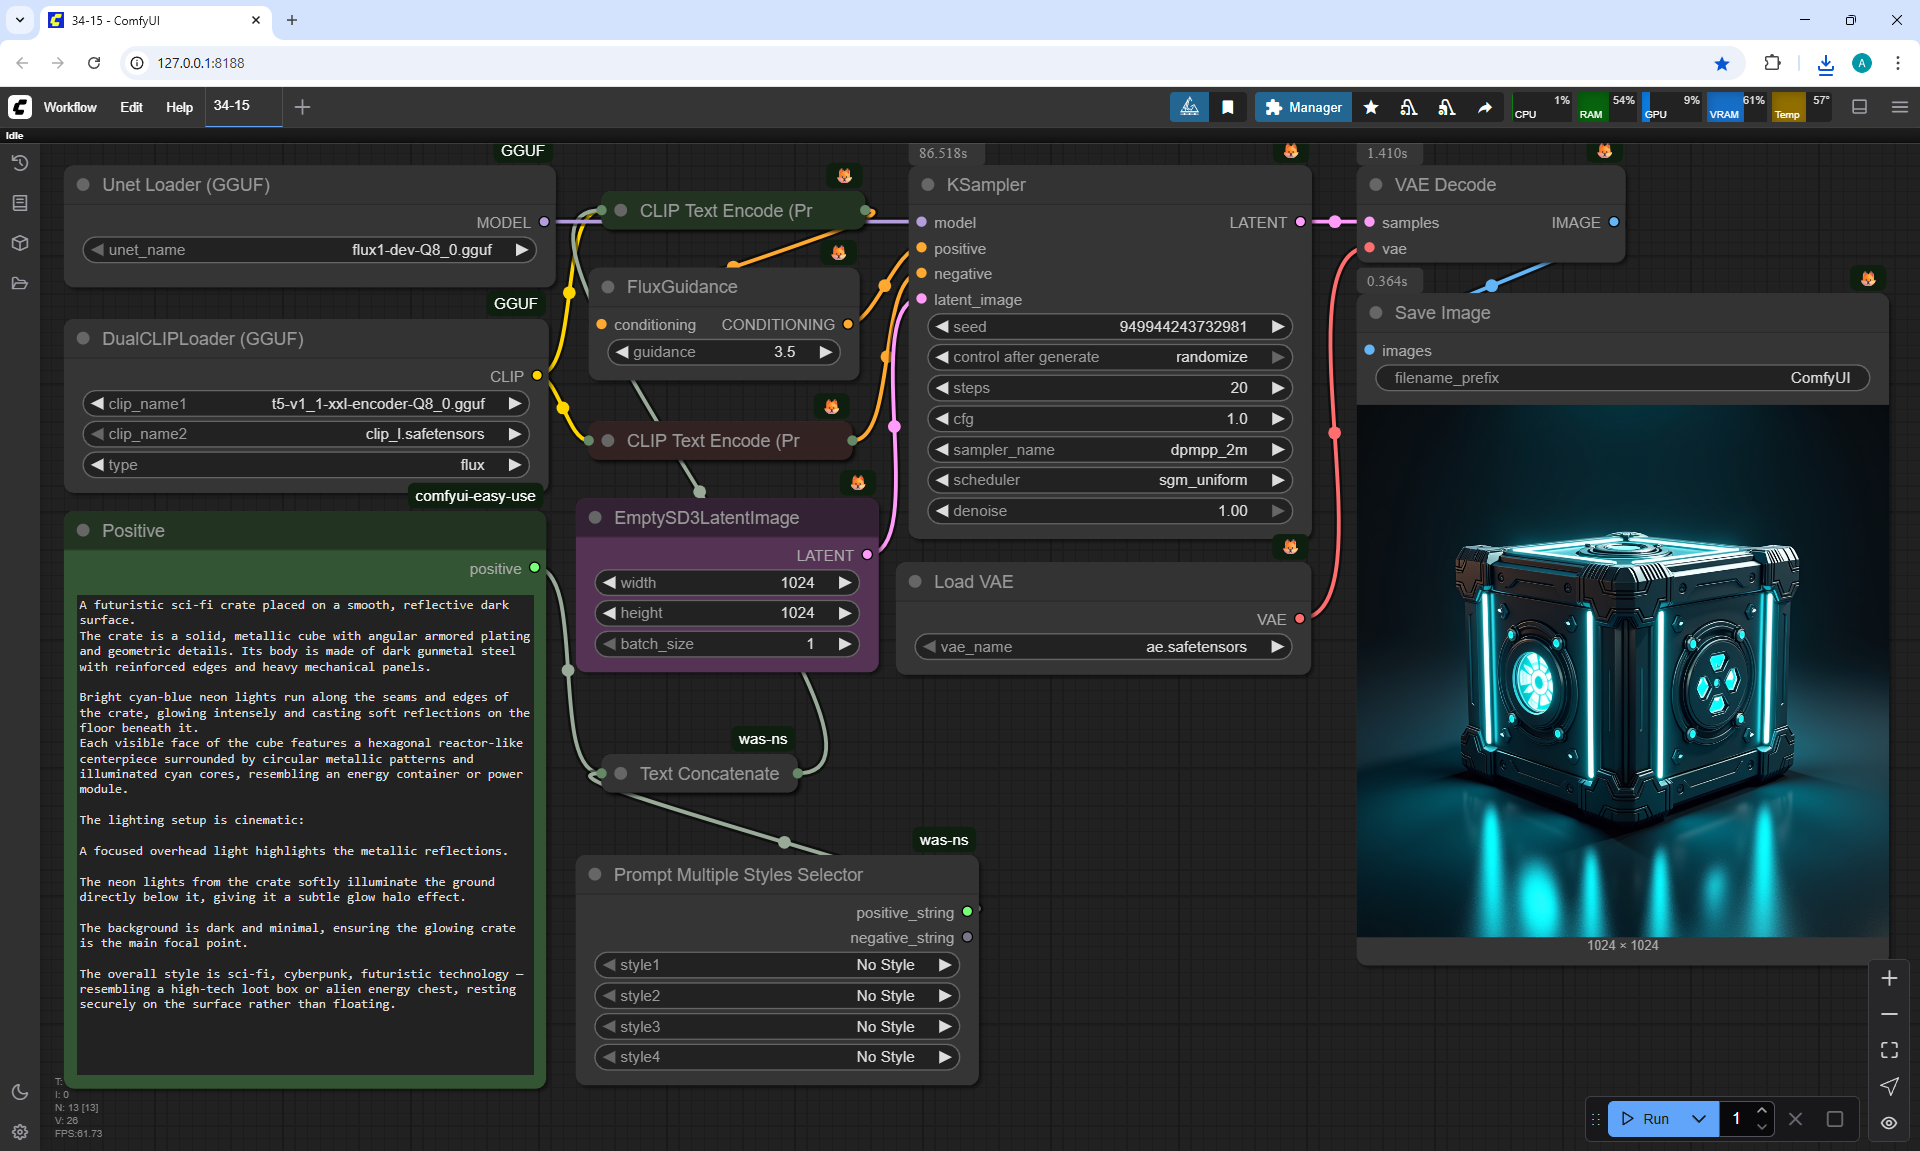 34-15 - ComfyUI
127.0.0.1:8188
Workflow
Edit
Help
34-15
Manager
CPU
1%
RAM
54%
GPU
9%
VRAM
61%
Temp
57°
Idle
GGUF
Unet Loader (GGUF)
MODEL
unet_name
flux1-dev-Q8_0.gguf
GGUF
DualCLIPLoader (GGUF)
CLIP
clip_name1
t5-v1_1-xxl-encoder-Q8_0.gguf
clip_name2
clip_l.safetensors
type
flux
comfyui-easy-use
Positive
positive
A futuristic sci-fi crate placed on a smooth, reflective dark
surface.
The crate is a solid, metallic cube with angular armored plating
and geometric details. Its body is made of dark gunmetal steel
with reinforced edges and heavy mechanical panels.
Bright cyan-blue neon lights run along the seams and edges of
the crate, glowing intensely and casting soft reflections on the
floor beneath it.
Each visible face of the cube features a hexagonal reactor-like
centerpiece surrounded by circular metallic patterns and
illuminated cyan cores, resembling an energy container or power
module.
The lighting setup is cinematic:
A focused overhead light highlights the metallic reflections.
The neon lights from the crate softly illuminate the ground
directly below it, giving it a subtle glow halo effect.
The background is dark and minimal, ensuring the glowing crate
is the main focal point.
The overall style is sci-fi, cyberpunk, futuristic technology —
resembling a high-tech loot box or alien energy chest, resting
securely on the surface rather than floating.
T:
I: 0
N: 13 [13]
V: 26
FPS:61.73
CLIP Text Encode (Pr
FluxGuidance
conditioning
CONDITIONING
guidance
3.5
CLIP Text Encode (Pr
EmptySD3LatentImage
LATENT
width
1024
height
1024
batch_size
1
was-ns
Text Concatenate
was-ns
Prompt Multiple Styles Selector
positive_string
negative_string
style1
No Style
style2
No Style
style3
No Style
style4
No Style
86.518s
KSampler
model
LATENT
positive
negative
latent_image
seed
949944243732981
control after generate
randomize
steps
20
cfg
1.0
sampler_name
dpmpp_2m
scheduler
sgm_uniform
denoise
1.00
Load VAE
VAE
vae_name
ae.safetensors
1.410s
VAE Decode
samples
IMAGE
vae
0.364s
Save Image
images
filename_prefix
ComfyUI
1024 × 1024
Run
1
A